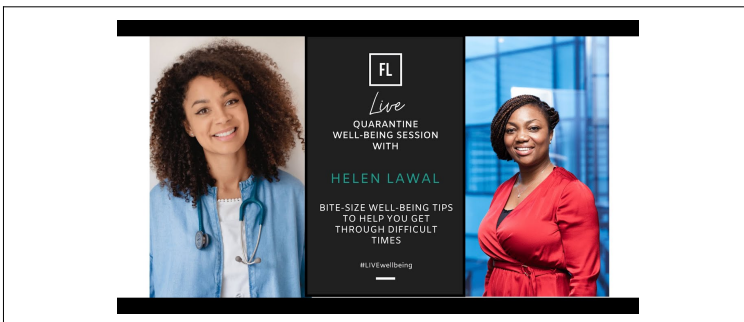 FL
Live
QUARANTINE
WELL-BEING SESSION
WITH
HELEN LAWAL
BITE-SIZE WELL-BEING TIPS
TO HELP YOU GET
THROUGH DIFFICULT
TIMES
#LIVEwellbeing